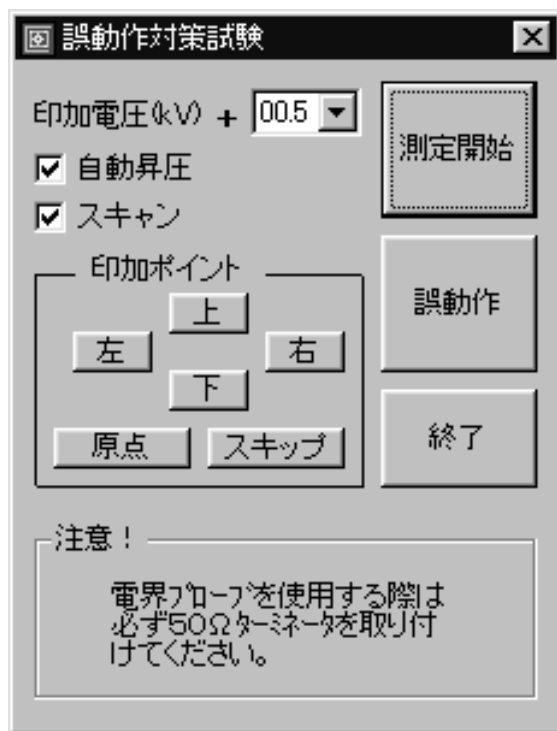 誤動作対策試験
印加電圧(kV) + 00.5
測定開始
自動昇圧
スキャン
印加ポイント
上
左 右
下
原点 スキップ
誤動作
終了
注意！
電界ﾌﾟﾛｰﾌﾞを使用する際は
必ず50Ωﾀｰﾐﾈｰﾀを取り付
けてください。